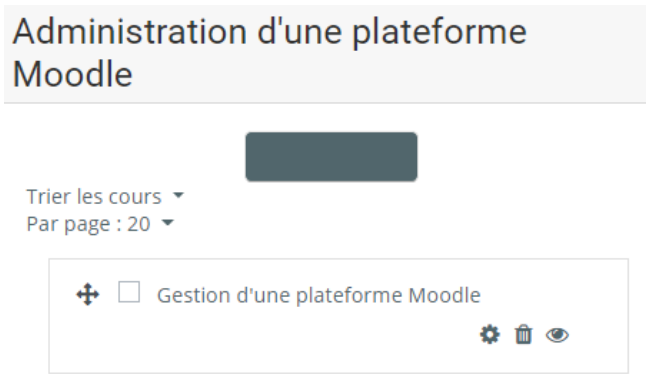 Administration d'une plateforme
Moodle
Trier les cours
Par page : 20
Gestion d'une plateforme Moodle